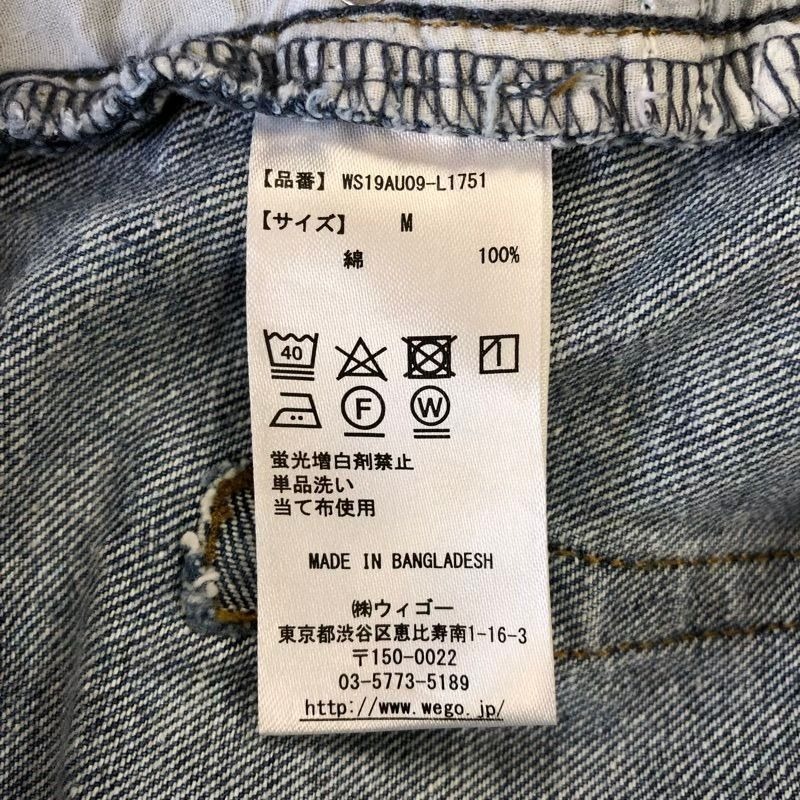 【品番】 WS19AU09-L1751
【サイズ】 M
綿 100%
40
F W
蛍光増白剤禁止
単品洗い
当て布使用
MADE IN BANGLADESH
㈱ウィゴー
東京都渋谷区恵比寿南1-16-3
〒150-0022
03-5773-5189
http://www.wego.jp/